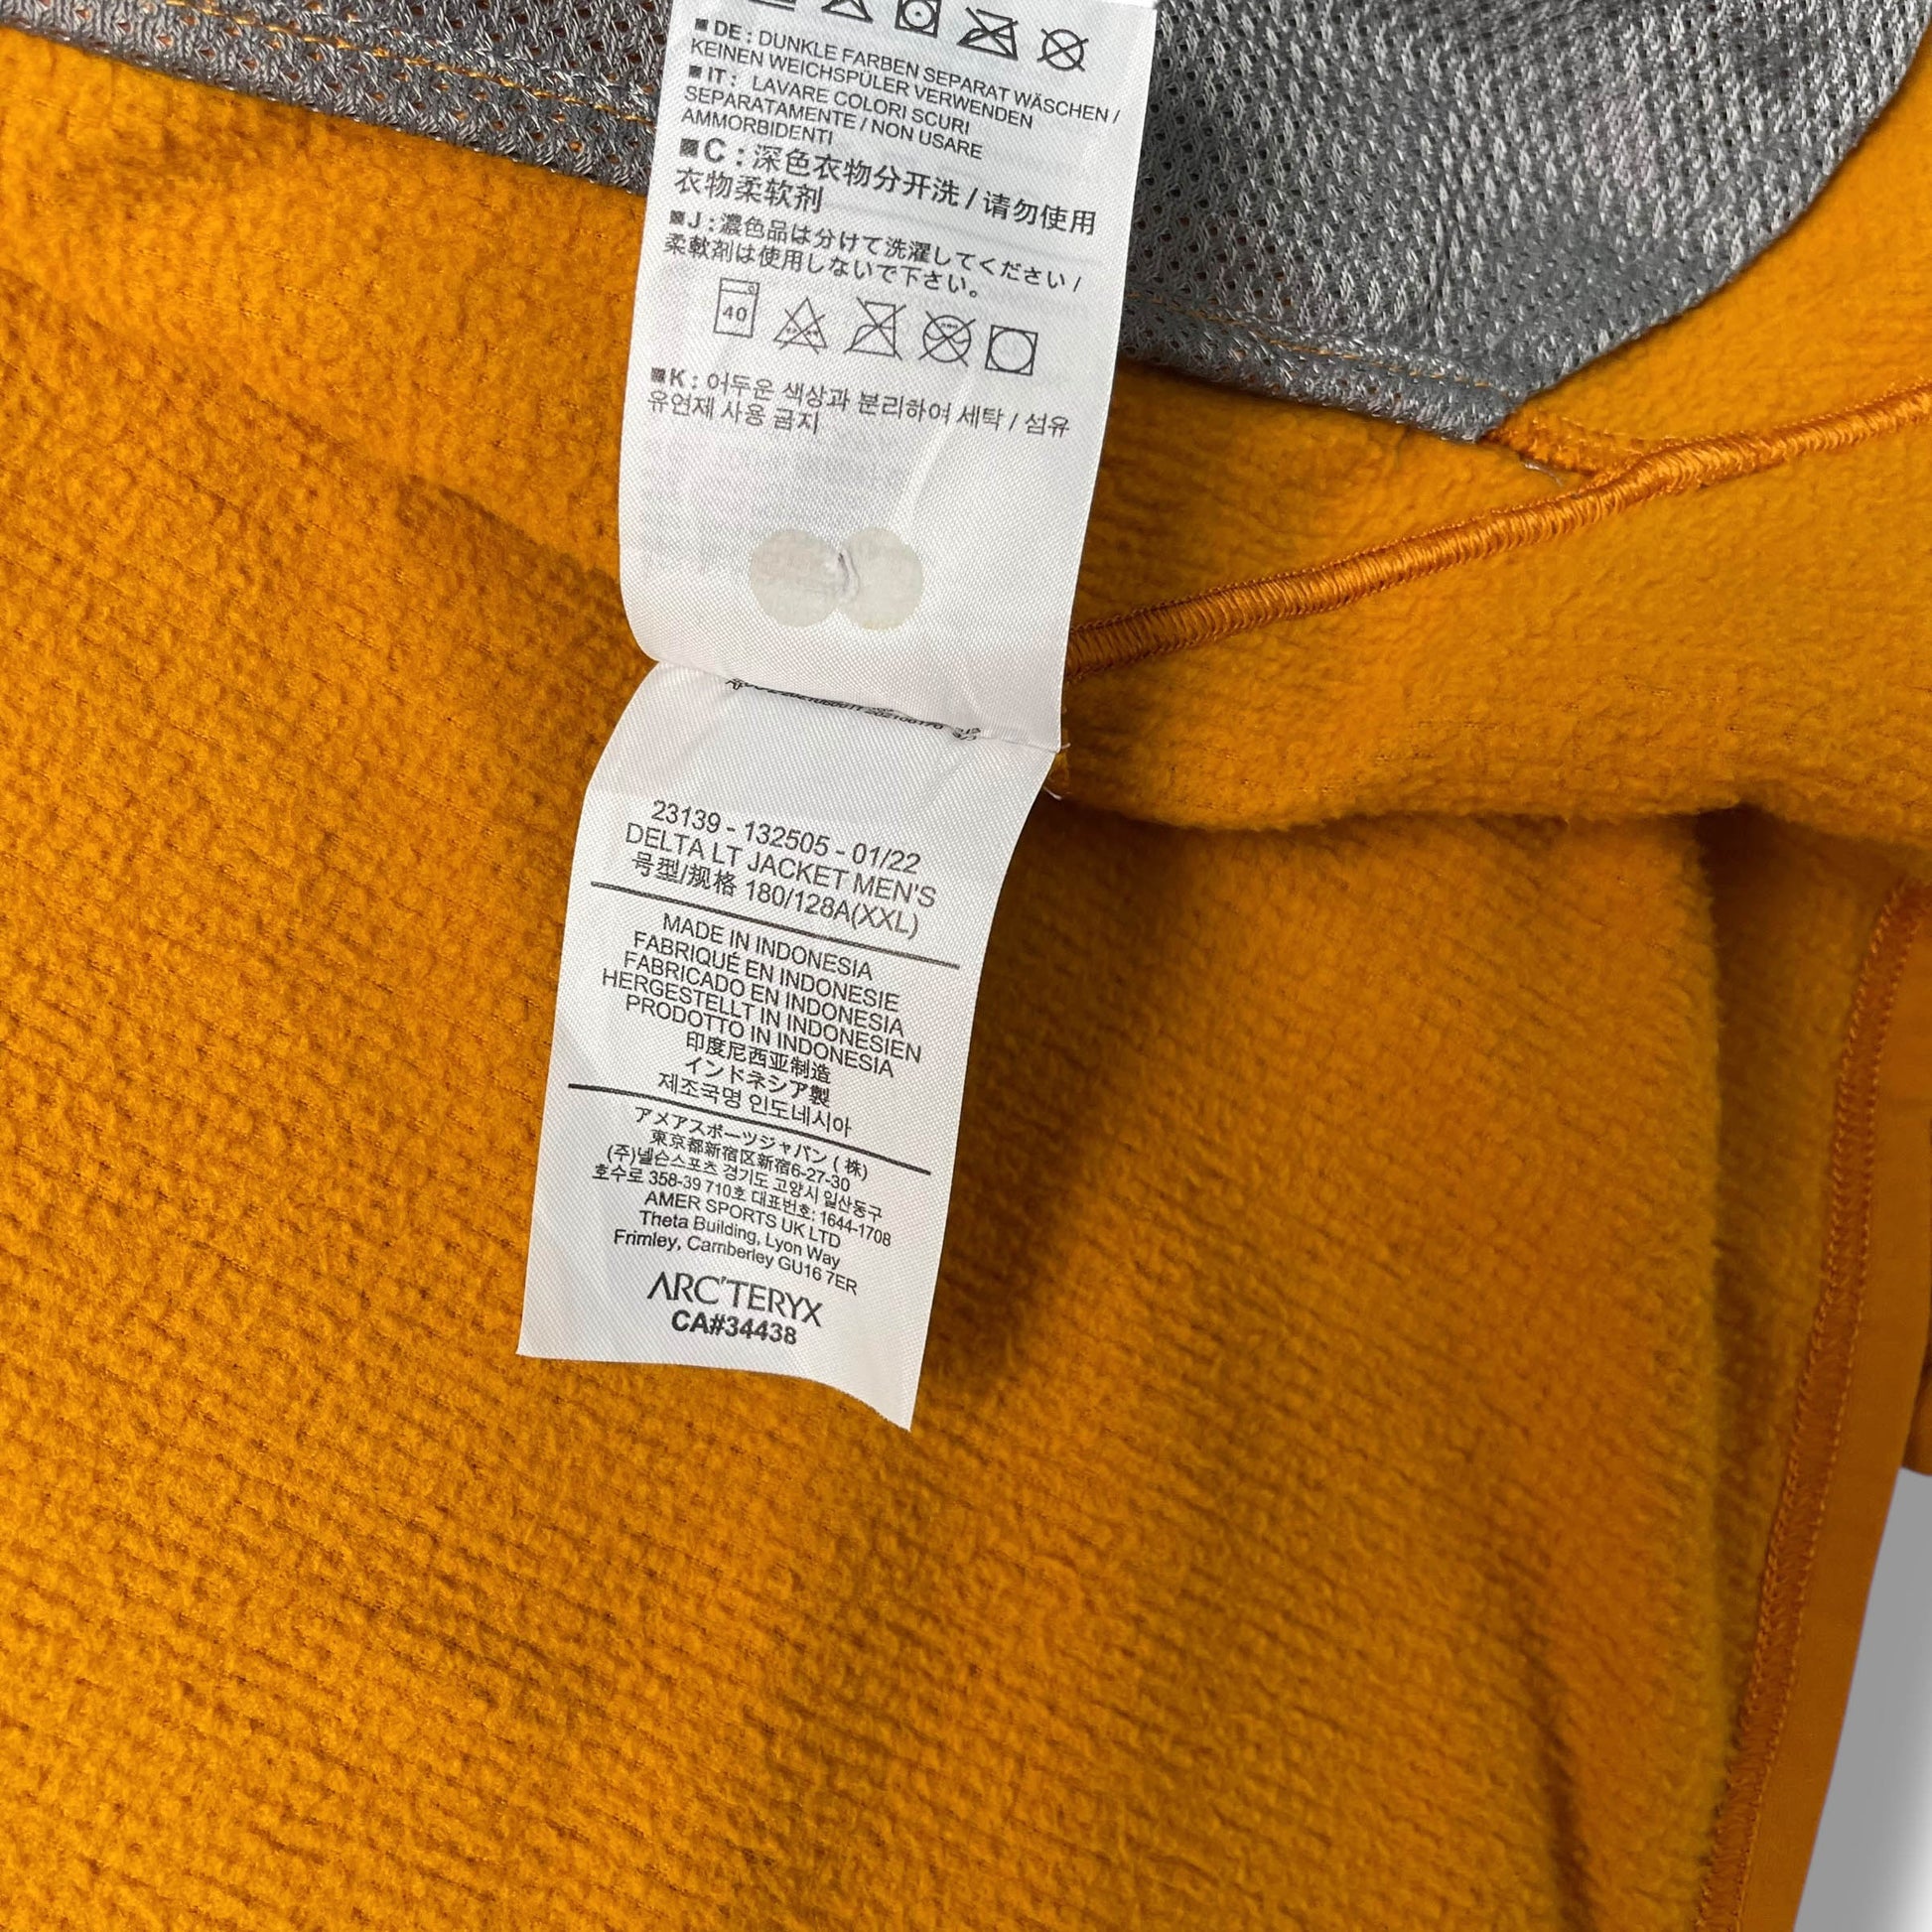 ■ DE : DUNKLE FARBEN SEPARAT WÄSCHEN /
KEINEN WEICHSPÜLER VERWENDEN
■ IT : LAVARE COLORI SCURI
SEPARATAMENTE / NON USARE
AMMORBIDENTI
■C : 深色衣物分开洗 / 请勿使用
衣物柔软剂
■J : 濃色品は分けて洗濯してください /
柔軟剤は使用しないで下さい。
40
■K : 어두운 색상과 분리하여 세탁 / 섬유
유연제 사용 금지
23139 - 132505 - 01/22
DELTA LT JACKET MEN'S
号型/规格 180/128A(XXL)
MADE IN INDONESIA
FABRIQUÉ EN INDONESIE
FABRICADO EN INDONESIA
HERGESTELLT IN INDONESIEN
PRODOTTO IN INDONESIA
印度尼西亚制造
インドネシア製
제조국명 인도네시아
アメアスポーツジャパン ( 株)
東京都新宿区新宿6-27-30
(주)넬슨스포츠 경기도 고양시 일산동구
호수로 358-39 710호 대표번호: 1644-1708
AMER SPORTS UK LTD
Theta Building, Lyon Way
Frimley, Camberley GU16 7ER
ARC'TERYX
CA#34438